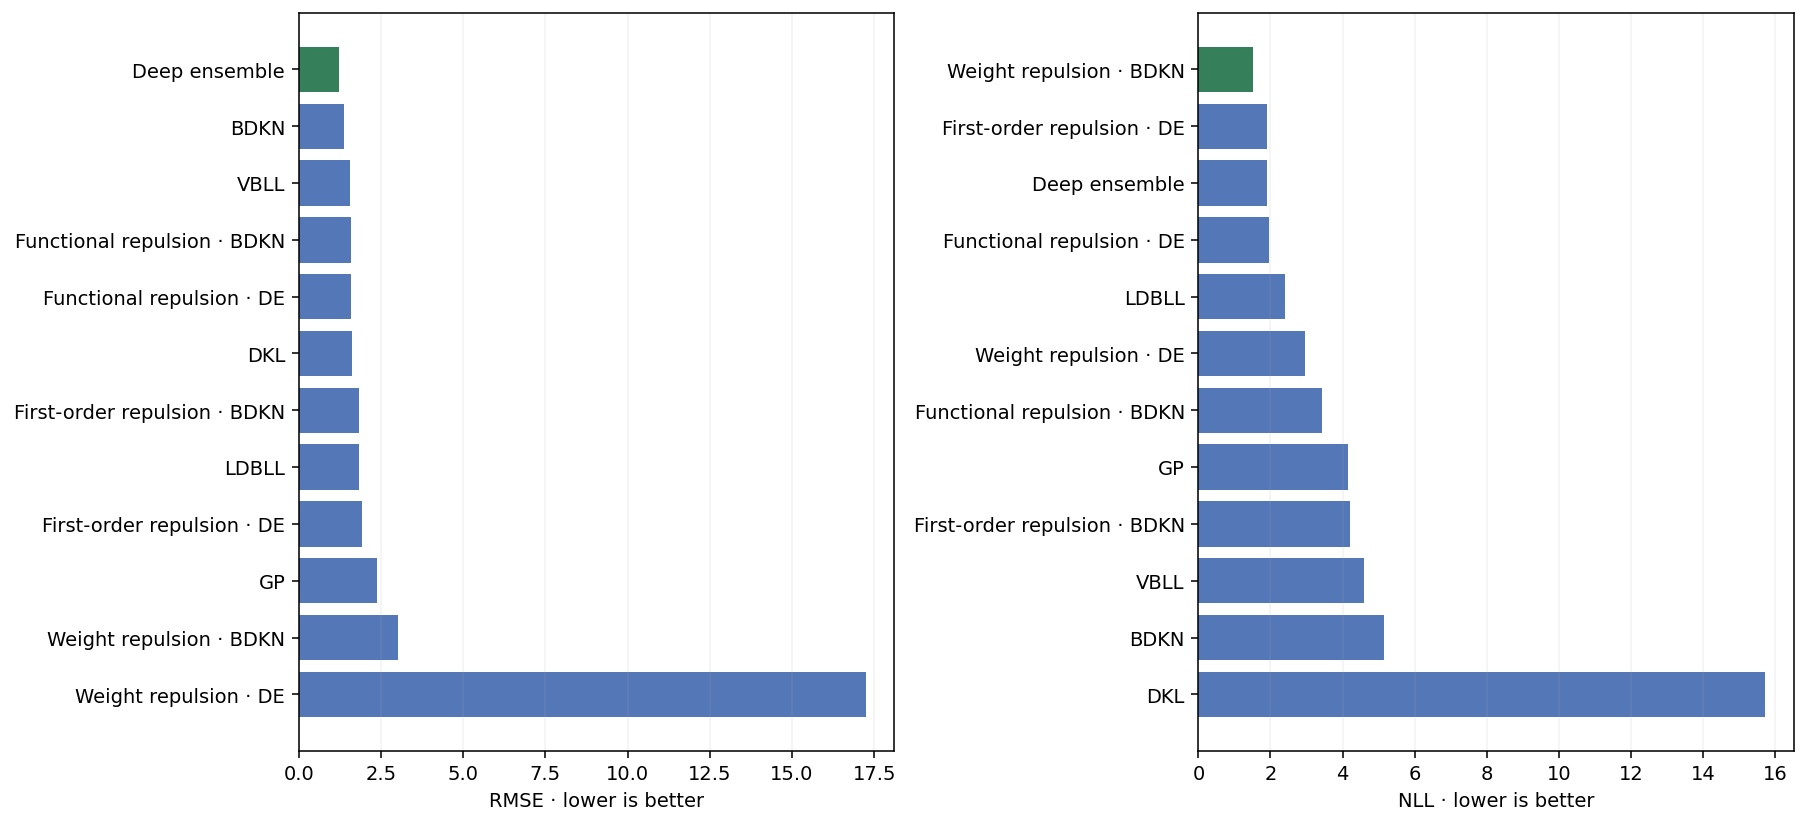 Deep ensemble
BDKN
VBLL
Functional repulsion · BDKN
Functional repulsion · DE
DKL
First-order repulsion · BDKN
LDBLL
First-order repulsion · DE
GP
Weight repulsion · BDKN
Weight repulsion · DE
0.0 2.5 5.0 7.5 10.0 12.5 15.0 17.5
RMSE · lower is better
Weight repulsion · BDKN
First-order repulsion · DE
Deep ensemble
Functional repulsion · DE
LDBLL
Weight repulsion · DE
Functional repulsion · BDKN
GP
First-order repulsion · BDKN
VBLL
BDKN
DKL
0 2 4 6 8 10 12 14 16
NLL · lower is better